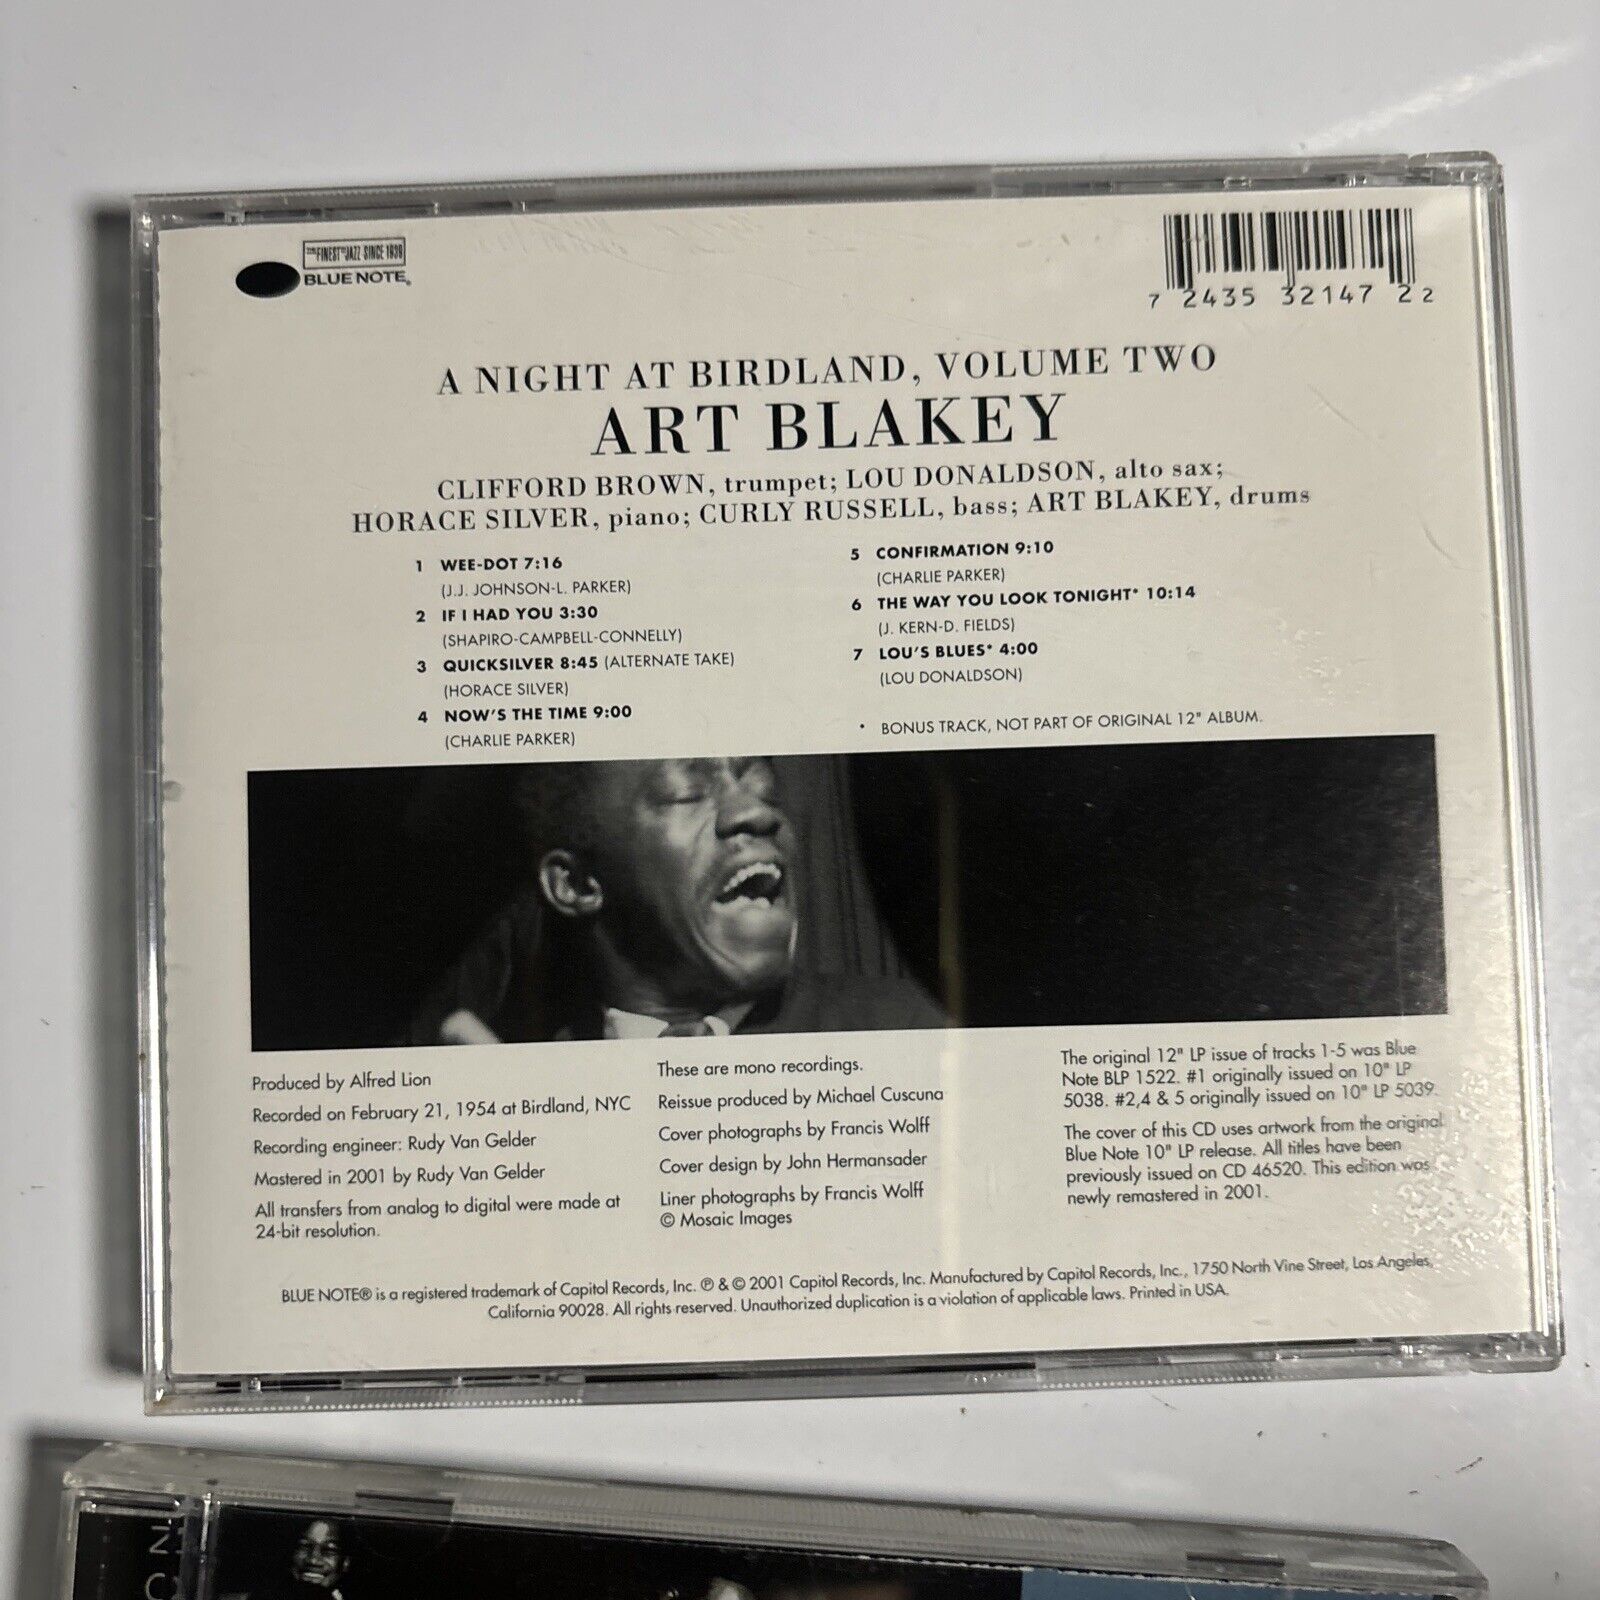 THE FINEST IN JAZZ SINCE 1939
BLUE NOTE®
7 24435 32147 2 2
A NIGHT AT BIRDLAND, VOLUME TWO
ART BLAKEY
CLIFFORD BROWN, trumpet; LOU DONALDSON, alto sax;
HORACE SILVER, piano; CURLY RUSSELL, bass; ART BLAKEY, drums
1 WEE-DOT 7:16
(J.J. JOHNSON-L. PARKER)
2 IF I HAD YOU 3:30
(SHAPIRO-CAMPBELL-CONNELLY)
3 QUICKSILVER 8:45 (ALTERNATE TAKE)
(HORACE SILVER)
4 NOW'S THE TIME 9:00
(CHARLIE PARKER)
5 CONFIRMATION 9:10
(CHARLIE PARKER)
6 THE WAY YOU LOOK TONIGHT* 10:14
(J. KERN-D. FIELDS)
7 LOU'S BLUES* 4:00
(LOU DONALDSON)
* BONUS TRACK, NOT PART OF ORIGINAL 12" ALBUM.
Produced by Alfred Lion
Recorded on February 21, 1954 at Birdland, NYC
Recording engineer: Rudy Van Gelder
Mastered in 2001 by Rudy Van Gelder
All transfers from analog to digital were made at
24-bit resolution.
These are mono recordings.
Reissue produced by Michael Cuscuna
Cover photographs by Francis Wolff
Cover design by John Hermansader
Liner photographs by Francis Wolff
© Mosaic Images
The original 12" LP issue of tracks 1-5 was Blue
Note BLP 1522. #1 originally issued on 10" LP
5038. #2,4 & 5 originally issued on 10" LP 5039.
The cover of this CD uses artwork from the original
Blue Note 10" LP release. All titles have been
previously issued on CD 46520. This edition was
newly remastered in 2001.
BLUE NOTE® is a registered trademark of Capitol Records, Inc. ℗ & © 2001 Capitol Records, Inc. Manufactured by Capitol Records, Inc., 1750 North Vine Street, Los Angeles,
California 90028. All rights reserved. Unauthorized duplication is a violation of applicable laws. Printed in USA.